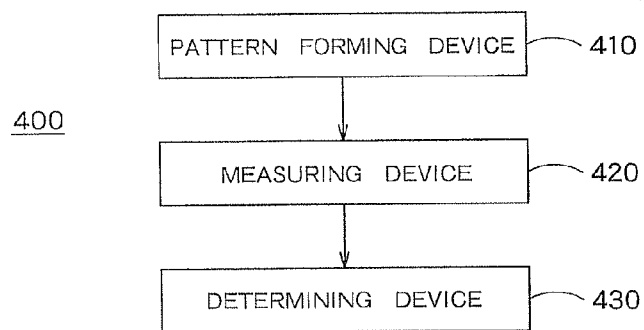 PATTERN FORMING DEVICE 410
400
MEASURING DEVICE 420
DETERMINING DEVICE 430